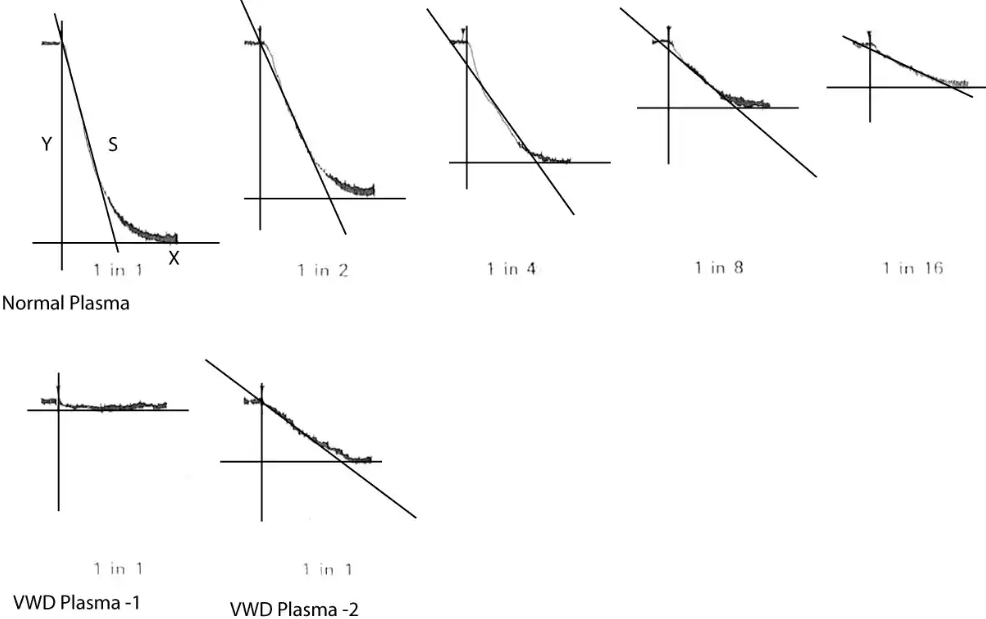 Y
S
X
1 in 1
1 in 2
1 in 4
1 in 8
1 in 16
Normal Plasma
1 in 1
1 in 1
VWD Plasma -1
VWD Plasma -2